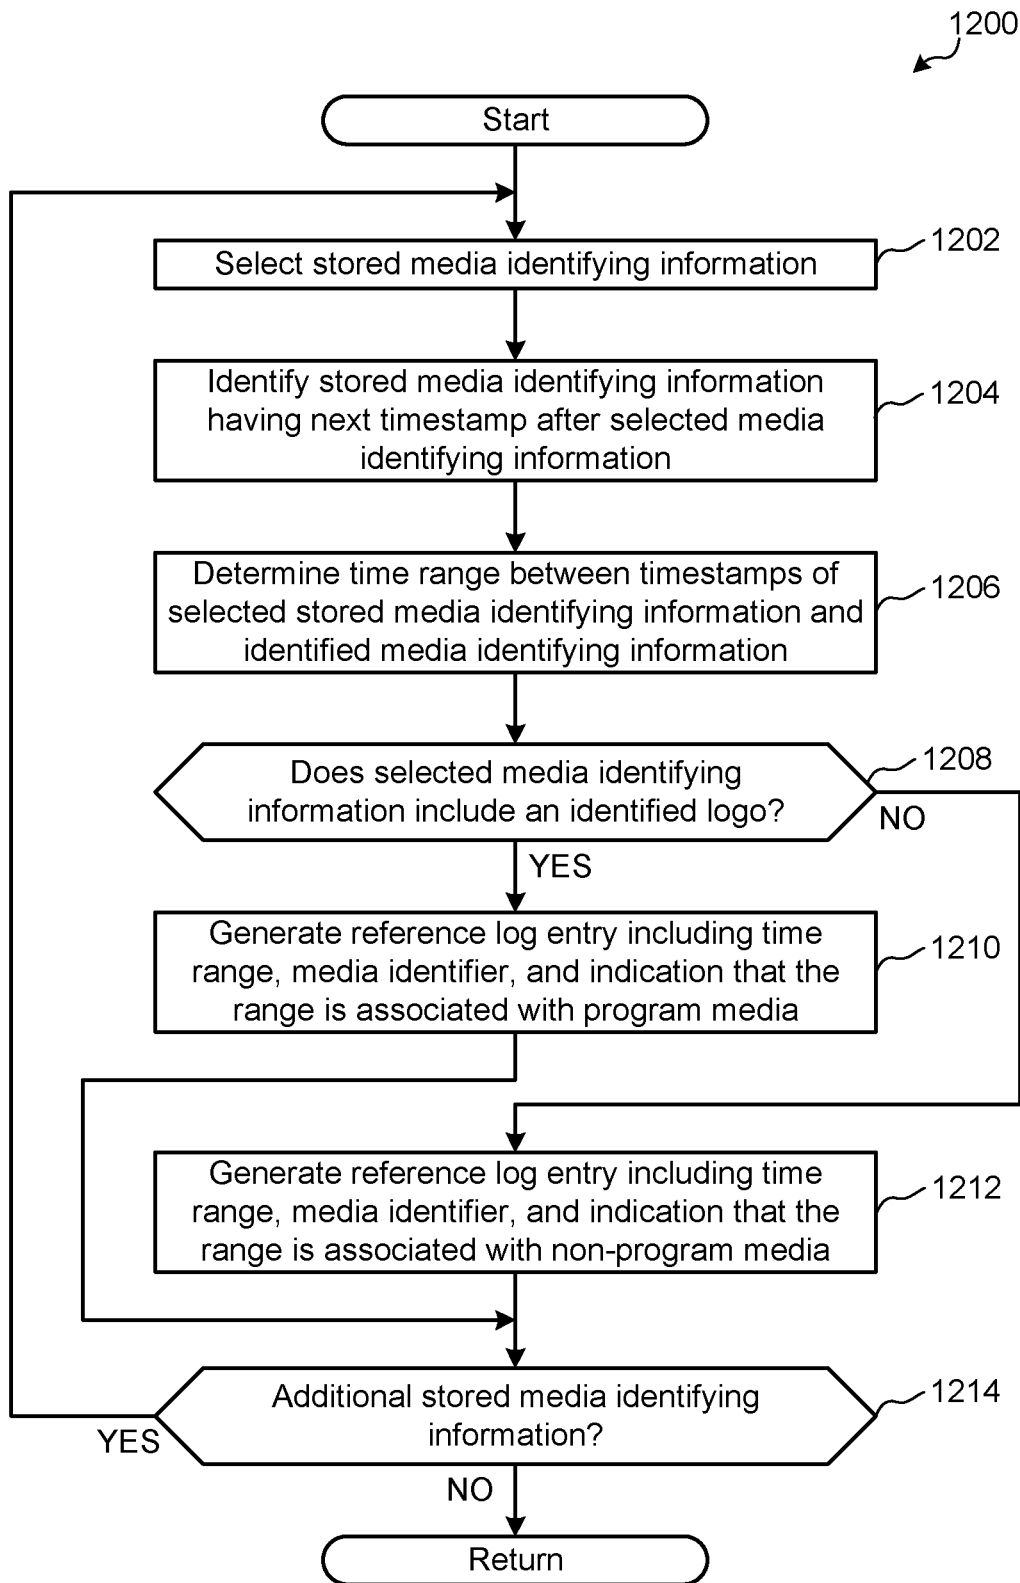 1200
Start
Select stored media identifying information
1202
Identify stored media identifying information
having next timestamp after selected media
identifying information
1204
Determine time range between timestamps of
selected stored media identifying information and
identified media identifying information
1206
Does selected media identifying
information include an identified logo?
1208
NO
YES
Generate reference log entry including time
range, media identifier, and indication that the
range is associated with program media
1210
Generate reference log entry including time
range, media identifier, and indication that the
range is associated with non-program media
1212
Additional stored media identifying
information?
1214
YES
NO
Return